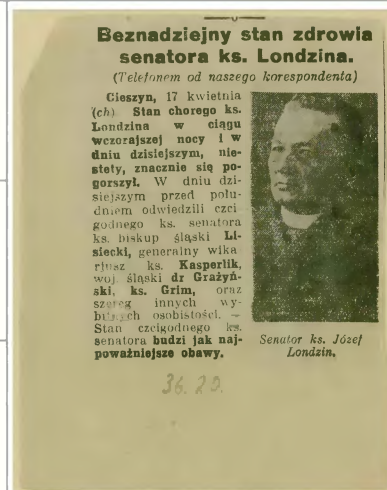 Beznadziejny stan zdrowia
senatora ks. Londzina.
(Telefonem od naszego korespondenta)
Cieszyn, 17 kwietnia
(ch) Stan chorego ks.
Londzina w ciągu
wczorajszej nocy i w
dniu dzisiejszym, nie-
stety, znacznie się po-
gorszył. W dniu dzi-
siejszym przed połu-
dniem odwiedzili czci-
godnego ks. senatora
ks. biskup śląski Li-
siecki, generalny wika
rjusz ks. Kasperlik,
woj. śląski dr Grażyń-
ski, ks. Grim, oraz
szereg innych wy-
bitnych osobistości. —
Stan czcigodnego ks.
senatora budzi jak naj-
poważniejsze obawy.
Senator ks. Józef
Londzin.
36.20.